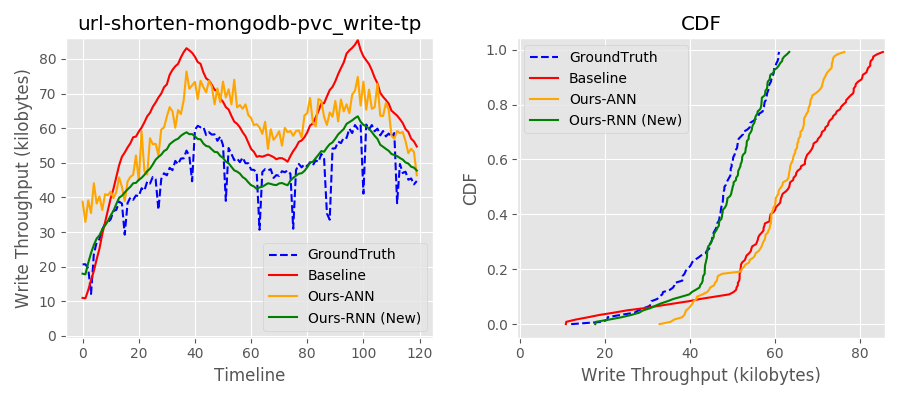 url-shorten-mongodb-pvc_write-tp
Write Throughput (kilobytes)
80
70
60
50
40
30
20
10
0
GroundTruth
Baseline
Ours-ANN
Ours-RNN (New)
0 20 40 60 80 100 120
Timeline
CDF
CDF
1.0
0.8
0.6
0.4
0.2
0.0
GroundTruth
Baseline
Ours-ANN
Ours-RNN (New)
0 20 40 60 80
Write Throughput (kilobytes)